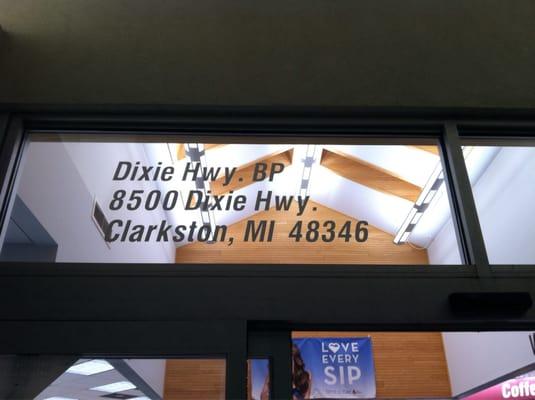 Dixie Hwy. BP
8500 Dixie Hwy.
Clarkston, MI 48346
LOVE
EVERY
SIP
Coffe